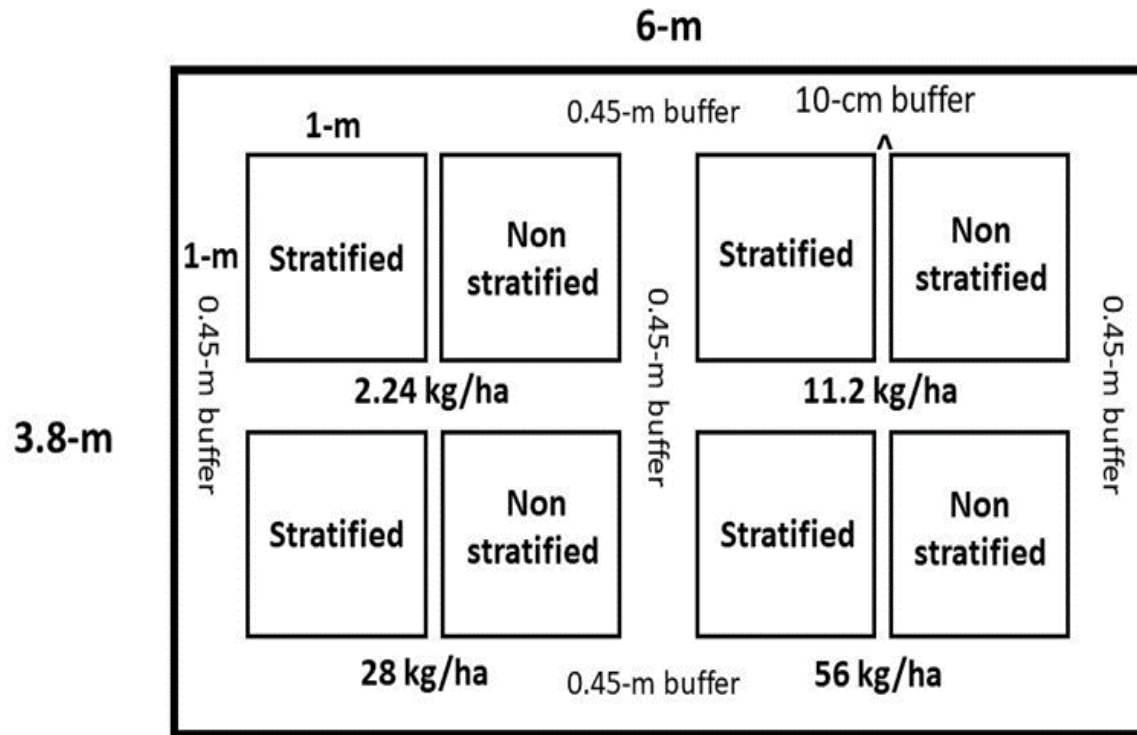 6-m
0.45-m buffer
10-cm buffer
^
1-m
1-m
Stratified
Non
stratified
Stratified
Non
stratified
0.45-m buffer
0.45-m buffer
0.45-m buffer
2.24 kg/ha
11.2 kg/ha
3.8-m
Stratified
Non
stratified
Stratified
Non
stratified
28 kg/ha
0.45-m buffer
56 kg/ha